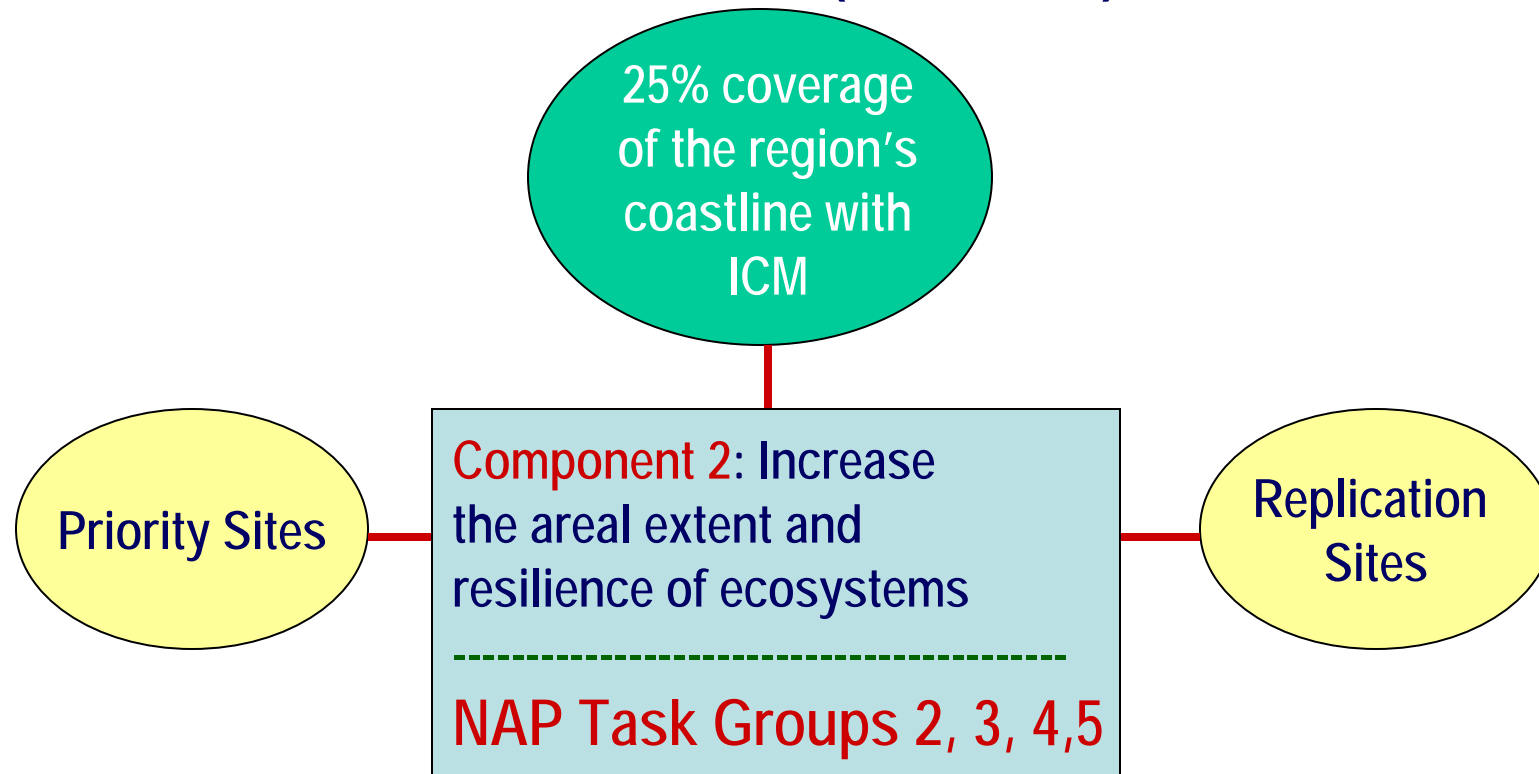 25% coverage
of the region's
coastline with
ICM
Component 2: Increase
the areal extent and
resilience of ecosystems
Priority Sites
Replication
Sites
NAP Task Groups 2, 3, 4,5